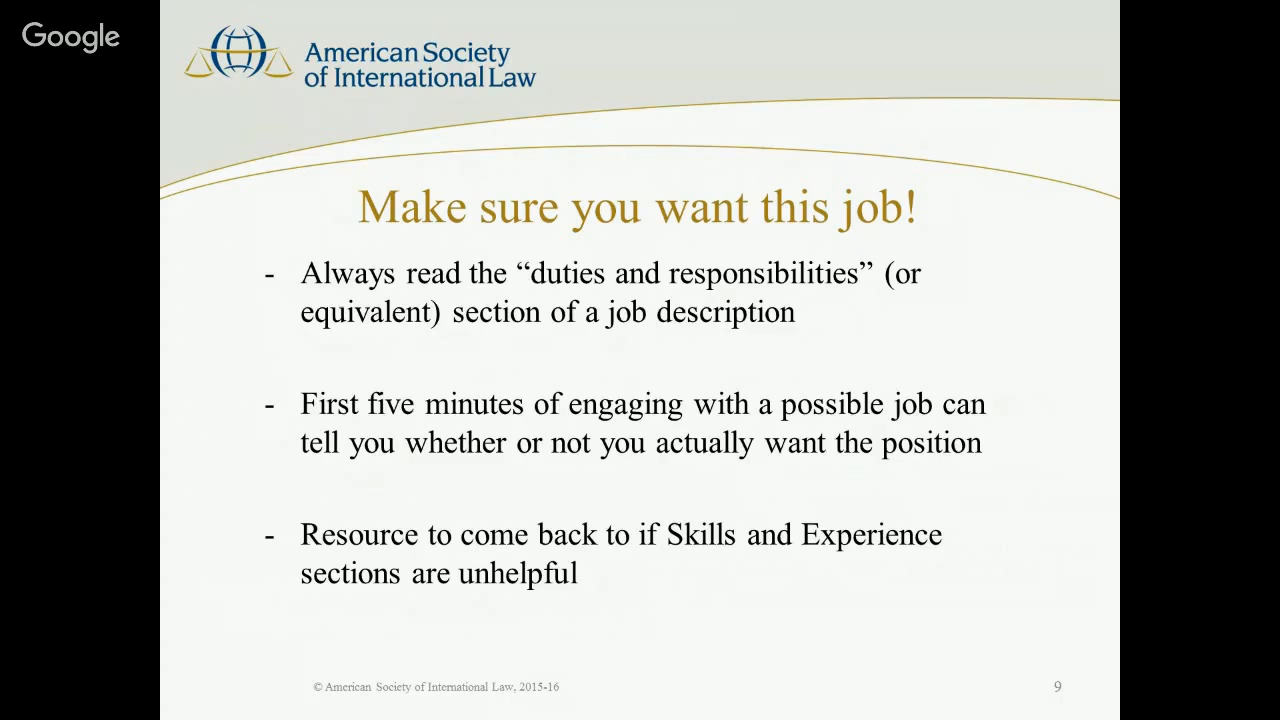 Google
American Society
of International Law
Make sure you want this job!
- Always read the “duties and responsibilities” (or
equivalent) section of a job description
- First five minutes of engaging with a possible job can
tell you whether or not you actually want the position
- Resource to come back to if Skills and Experience
sections are unhelpful
© American Society of International Law, 2015-16
9